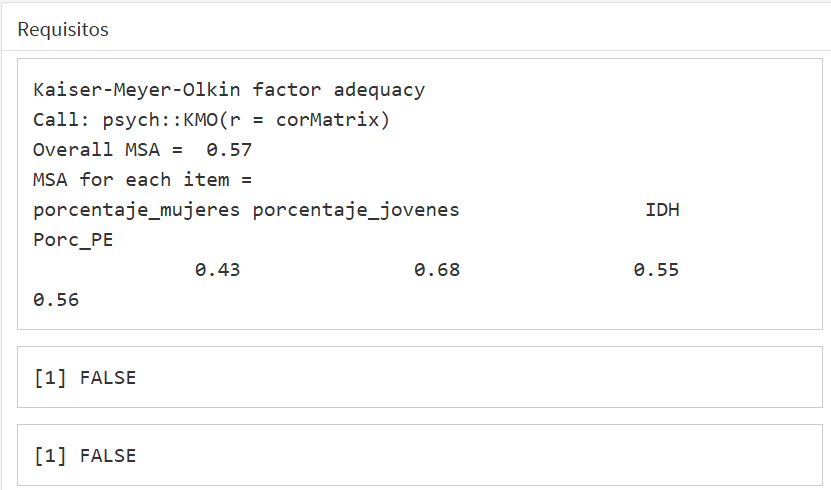 Requisitos
Kaiser-Meyer-Olkin factor adequacy
Call: psych::KMO(r = corMatrix)
Overall MSA =  0.57
MSA for each item =
porcentaje_mujeres porcentaje_jovenes                IDH
Porc_PE
              0.43               0.68               0.55
0.56
[1] FALSE
[1] FALSE